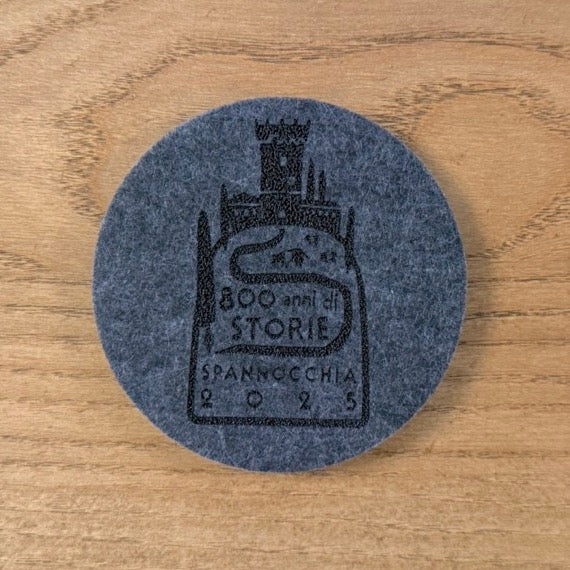 800 anni di
STORIE
SPANNOCCHIA
2025